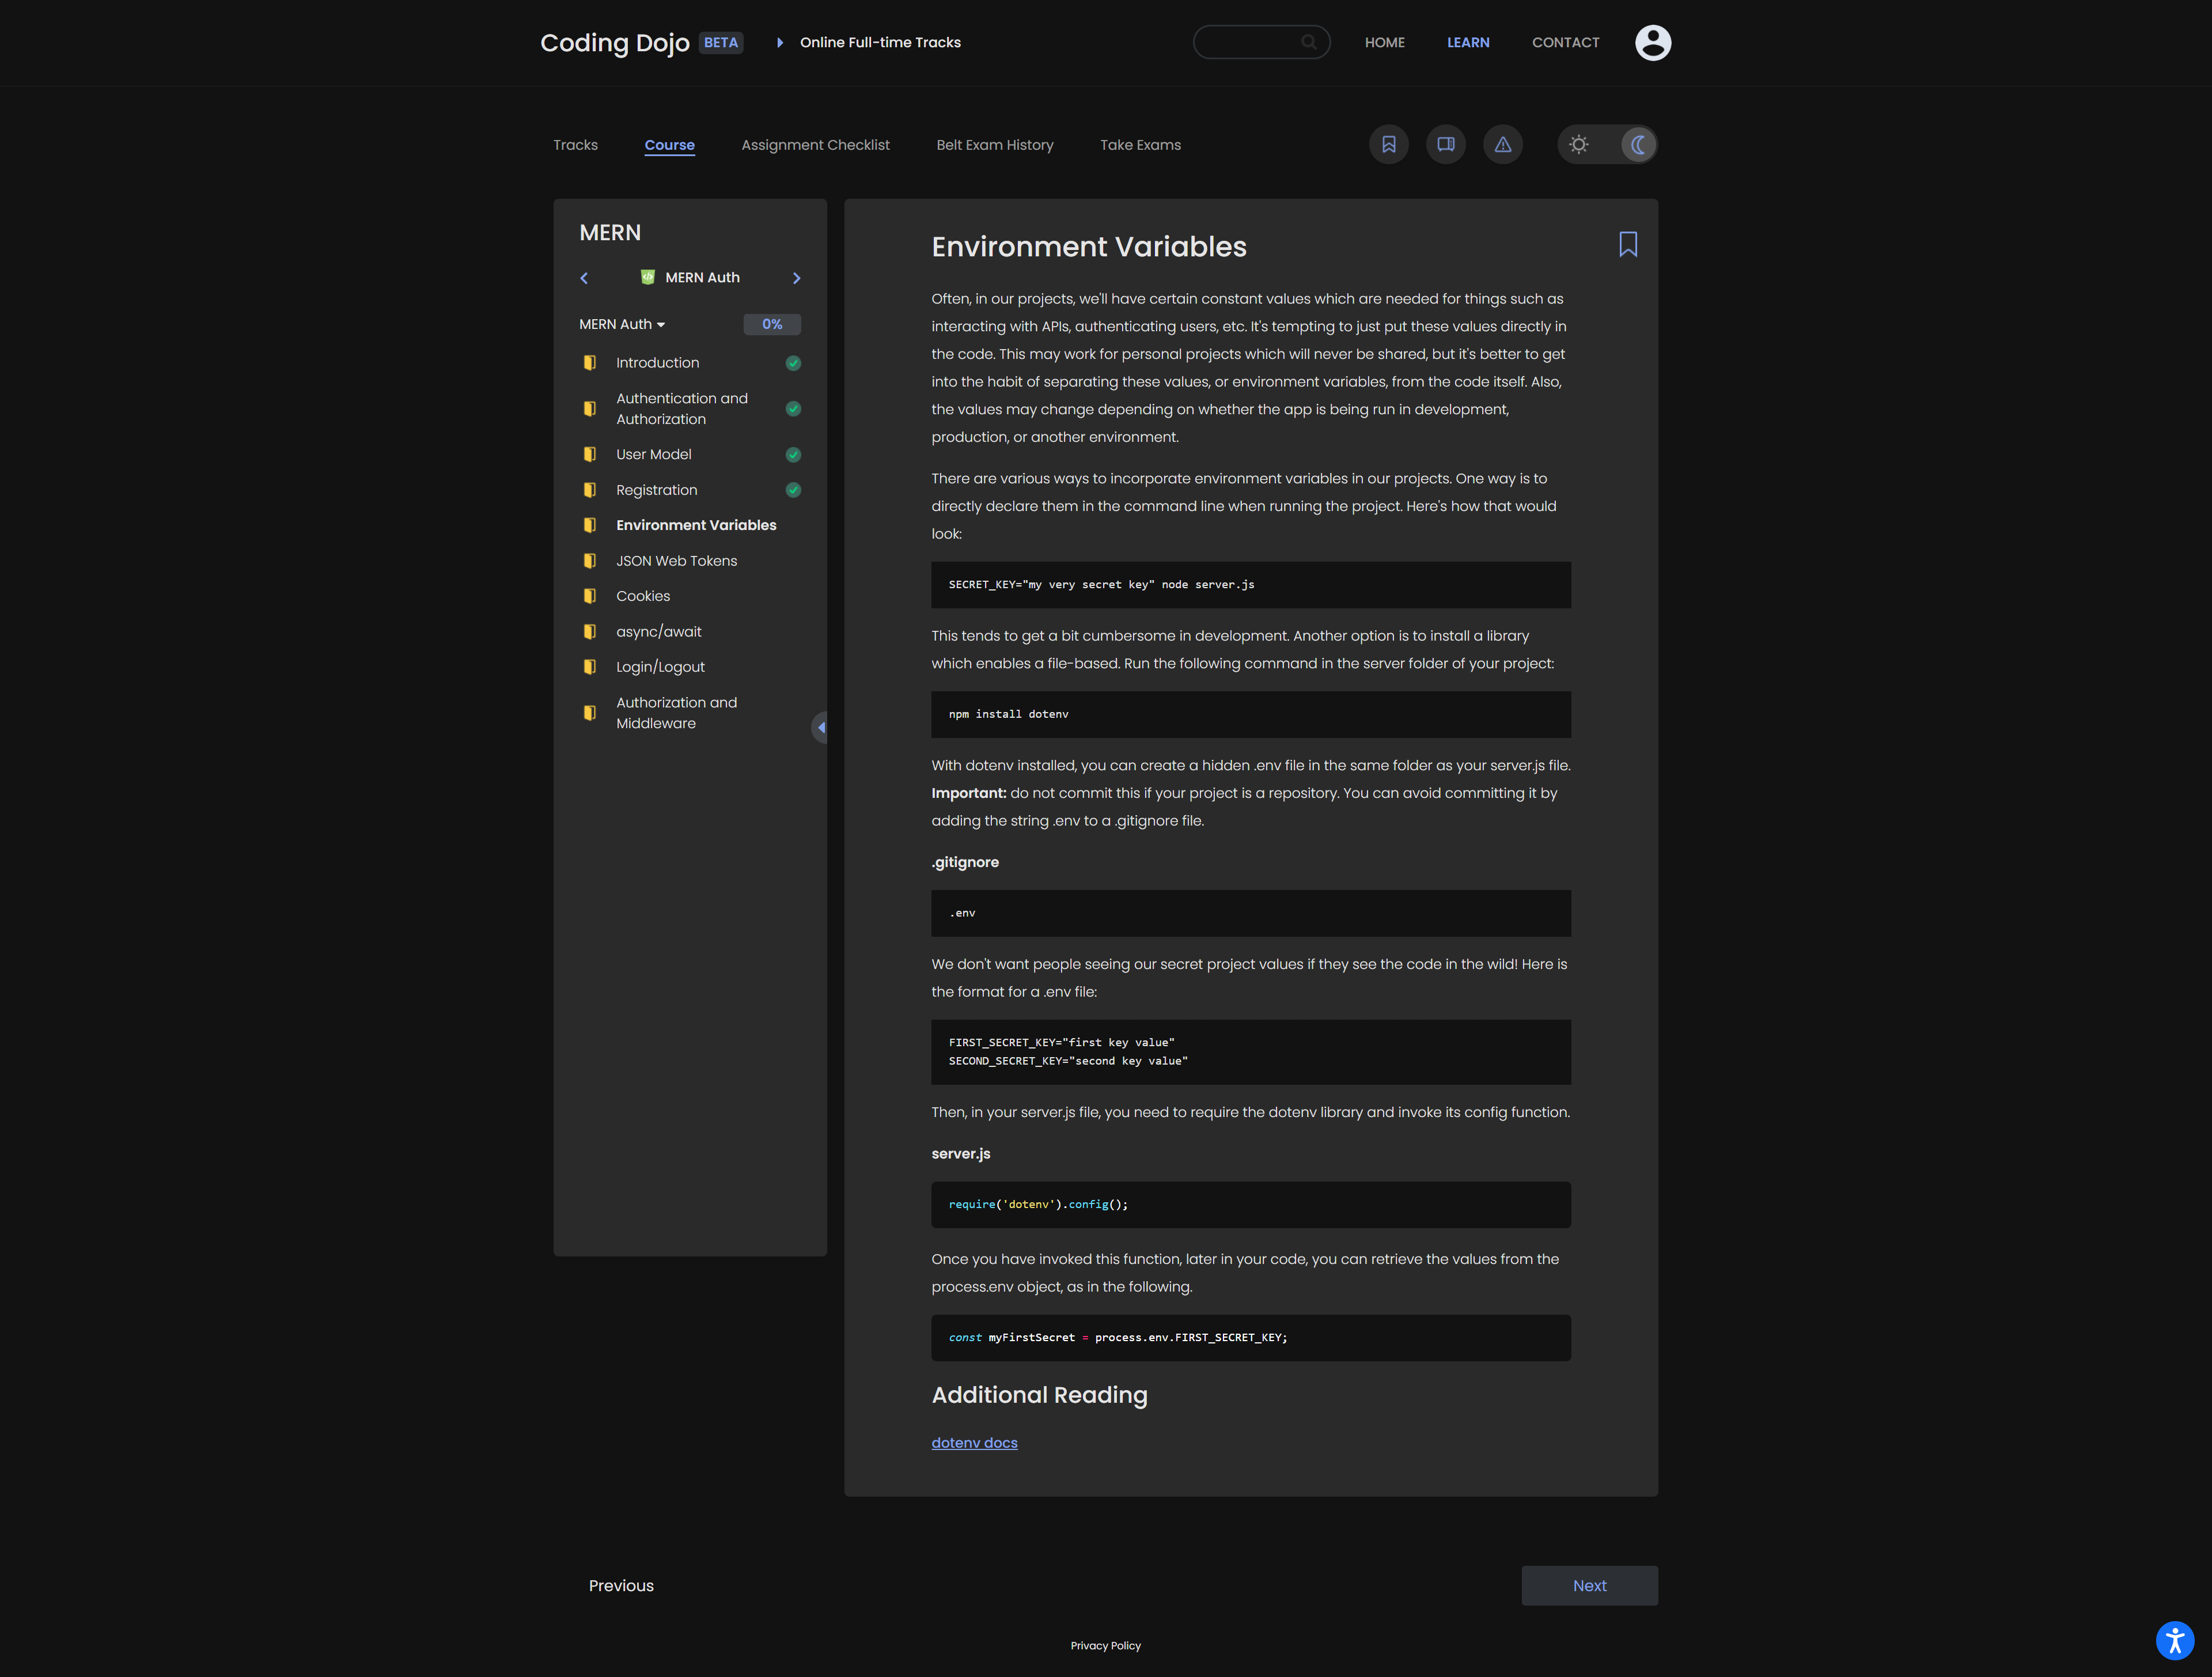 Coding Dojo BETA Online Full-time Tracks HOME LEARN CONTACT
Tracks Course Assignment Checklist Belt Exam History Take Exams
MERN
MERN Auth
MERN Auth 0%
Introduction
Authentication and
Authorization
User Model
Registration
Environment Variables
JSON Web Tokens
Cookies
async/await
Login/Logout
Authorization and
Middleware
Environment Variables
Often, in our projects, we'll have certain constant values which are needed for things such as
interacting with APIs, authenticating users, etc. It's tempting to just put these values directly in
the code. This may work for personal projects which will never be shared, but it's better to get
into the habit of separating these values, or environment variables, from the code itself. Also,
the values may change depending on whether the app is being run in development,
production, or another environment.
There are various ways to incorporate environment variables in our projects. One way is to
directly declare them in the command line when running the project. Here's how that would
look:
SECRET_KEY="my very secret key" node server.js
This tends to get a bit cumbersome in development. Another option is to install a library
which enables a file-based. Run the following command in the server folder of your project:
npm install dotenv
With dotenv installed, you can create a hidden .env file in the same folder as your server.js file.
Important: do not commit this if your project is a repository. You can avoid committing it by
adding the string .env to a .gitignore file.
.gitignore
.env
We don't want people seeing our secret project values if they see the code in the wild! Here is
the format for a .env file:
FIRST_SECRET_KEY="first key value"
SECOND_SECRET_KEY="second key value"
Then, in your server.js file, you need to require the dotenv library and invoke its config function.
server.js
require('dotenv').config();
Once you have invoked this function, later in your code, you can retrieve the values from the
process.env object, as in the following.
const myFirstSecret = process.env.FIRST_SECRET_KEY;
Additional Reading
dotenv docs
Previous Next
Privacy Policy